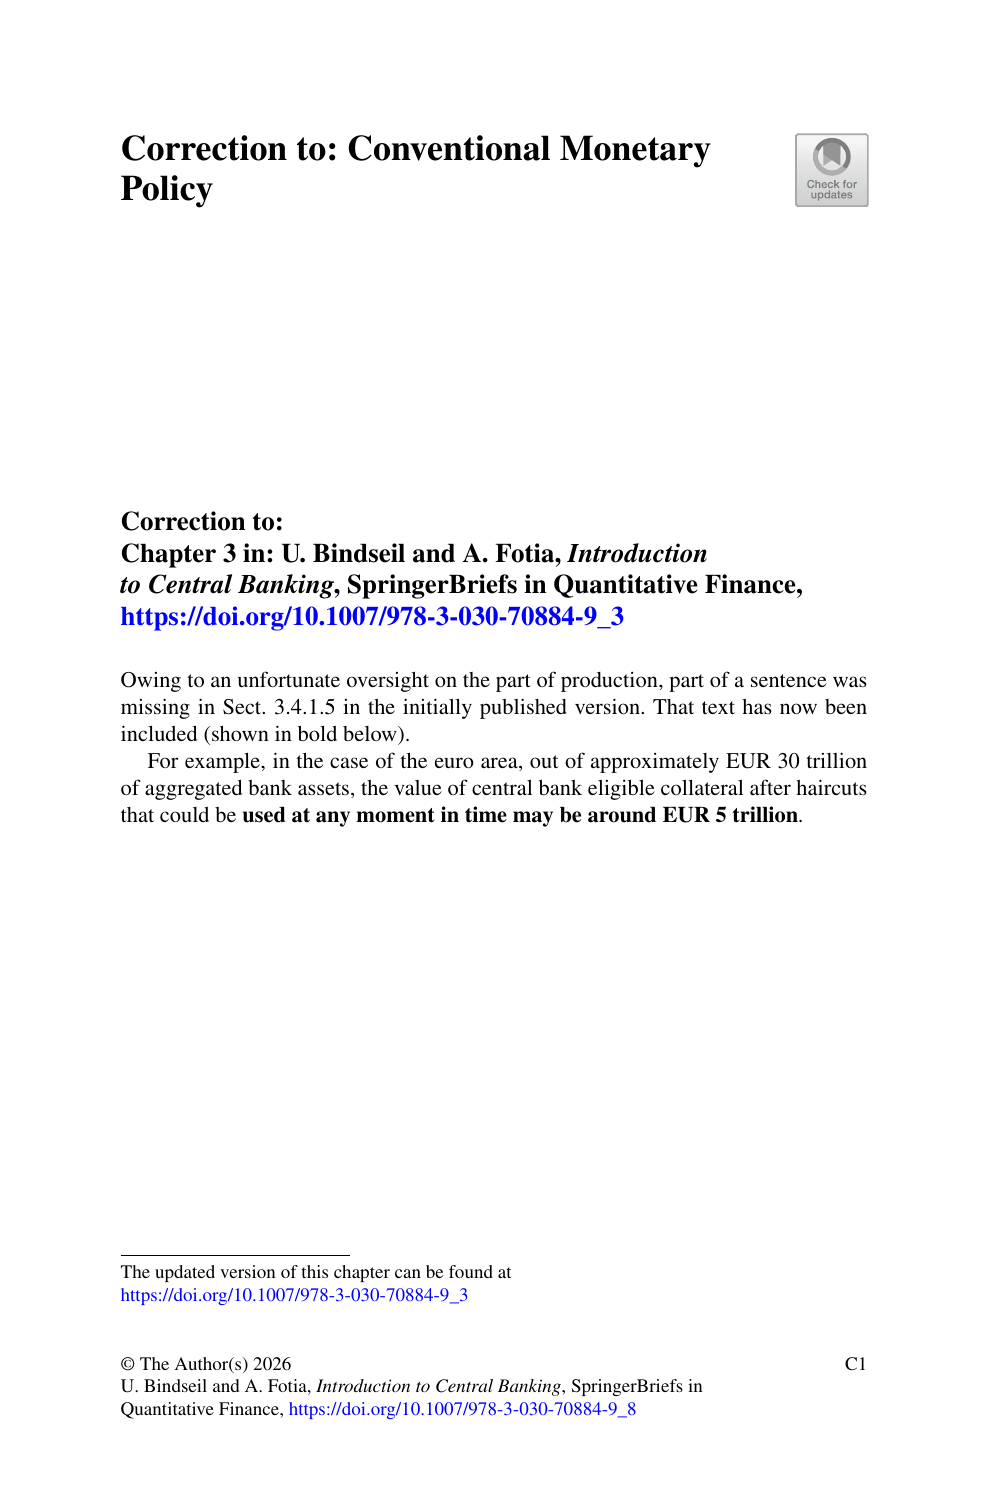 Correction to: Conventional Monetary
Policy
Check for
updates
Correction to:
Chapter 3 in: U. Bindseil and A. Fotia, Introduction
to Central Banking, SpringerBriefs in Quantitative Finance,
https://doi.org/10.1007/978-3-030-70884-9_3
Owing to an unfortunate oversight on the part of production, part of a sentence was
missing in Sect. 3.4.1.5 in the initially published version. That text has now been
included (shown in bold below).
For example, in the case of the euro area, out of approximately EUR 30 trillion
of aggregated bank assets, the value of central bank eligible collateral after haircuts
that could be used at any moment in time may be around EUR 5 trillion.
The updated version of this chapter can be found at
https://doi.org/10.1007/978-3-030-70884-9_3
© The Author(s) 2026 C1
U. Bindseil and A. Fotia, Introduction to Central Banking, SpringerBriefs in
Quantitative Finance, https://doi.org/10.1007/978-3-030-70884-9_8